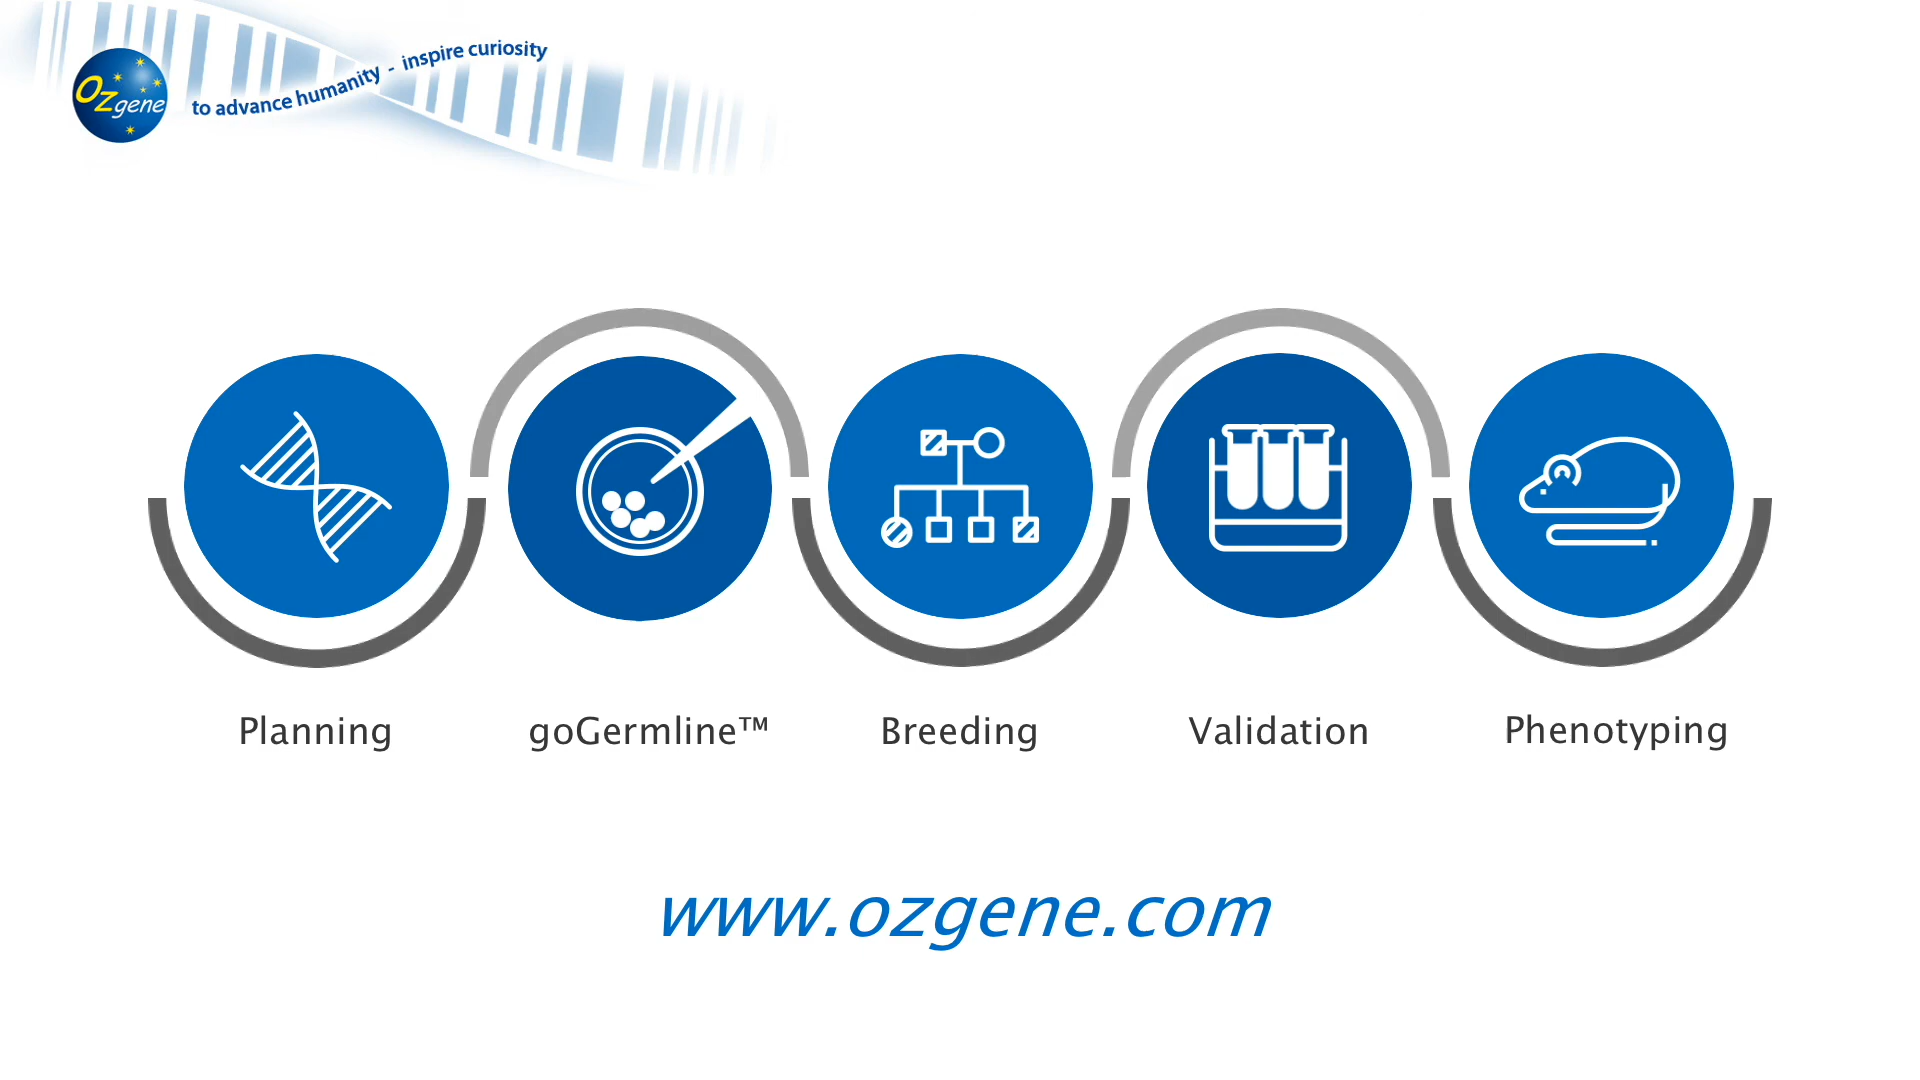 OZgene
to advance humanity - inspire curiosity
Planning
goGermline™
Breeding
Validation
Phenotyping
www.ozgene.com